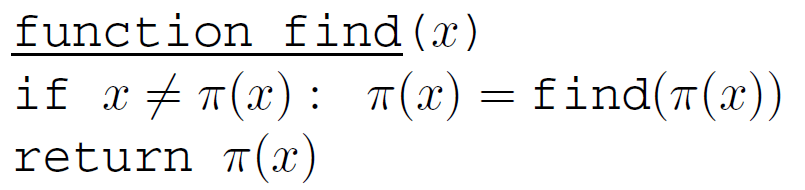 function find(x)
if x ≠ π(x): π(x) = find(π(x))
return π(x)